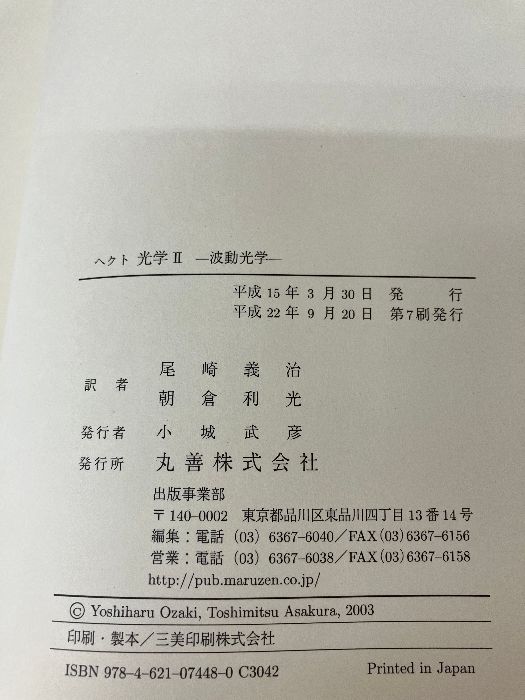 ヘクト 光学 II ―波動光学―
平成 15 年 3 月 30 日 発 行
平成 22 年 9 月 20 日 第 7 刷発行
訳 者 尾 崎 義 治
朝 倉 利 光
発行者 小 城 武 彦
発行所 丸善株式会社
出版事業部
〒140–0002 東京都品川区東品川四丁目 13 番 14 号
編集：電話 (03) 6367–6040／FAX (03) 6367–6156
営業：電話 (03) 6367–6038／FAX (03) 6367–6158
http://pub.maruzen.co.jp/
© Yoshiharu Ozaki, Toshimitsu Asakura, 2003
印刷・製本／三美印刷株式会社
ISBN 978–4–621–07448–0 C3042 Printed in Japan